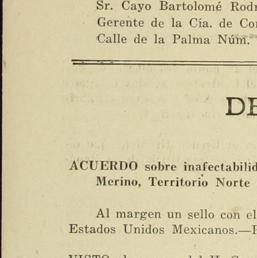 Sr. Cayo Bartolomé Rodr
Gerente de la Cía. de Con
Calle de la Palma Núm.
DE
ACUERDO sobre inafectabilid
Merino, Territorio Norte
Al margen un sello con el
Estados Unidos Mexicanos.—P